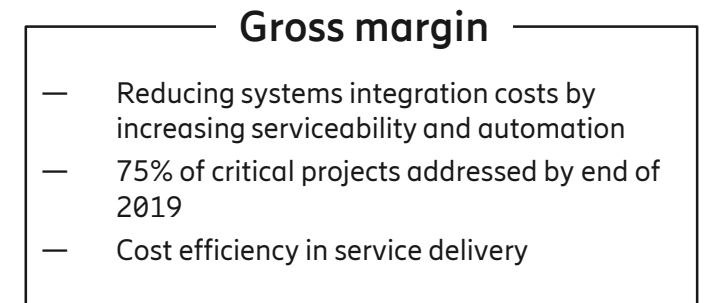 Gross margin
— Reducing systems integration costs by
increasing serviceability and automation
— 75% of critical projects addressed by end of
2019
— Cost efficiency in service delivery